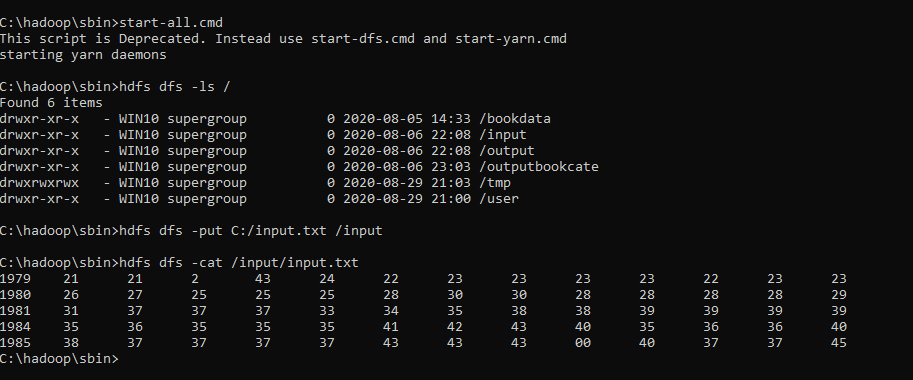 C:\hadoop\sbin>start-all.cmd
This script is Deprecated. Instead use start-dfs.cmd and start-yarn.cmd
starting yarn daemons
C:\hadoop\sbin>hdfs dfs -ls /
Found 6 items
drwxr-xr-x   - WIN10 supergroup          0 2020-08-05 14:33 /bookdata
drwxr-xr-x   - WIN10 supergroup          0 2020-08-06 22:08 /input
drwxr-xr-x   - WIN10 supergroup          0 2020-08-06 22:08 /output
drwxr-xr-x   - WIN10 supergroup          0 2020-08-06 23:03 /outputbookcate
drwxrwxrwx   - WIN10 supergroup          0 2020-08-29 21:03 /tmp
drwxr-xr-x   - WIN10 supergroup          0 2020-08-29 21:00 /user
C:\hadoop\sbin>hdfs dfs -put C:/input.txt /input
C:\hadoop\sbin>hdfs dfs -cat /input/input.txt
1979    21      21      2       43      24      22      23      23      23      23      22      23      23
1980    26      27      25      25      25      28      30      30      28      28      28      28      29
1981    31      37      37      37      33      34      35      38      38      39      39      39      39
1984    35      36      35      35      35      41      42      43      40      35      36      36      40
1985    38      37      37      37      37      43      43      43      00      40      37      37      45
C:\hadoop\sbin>